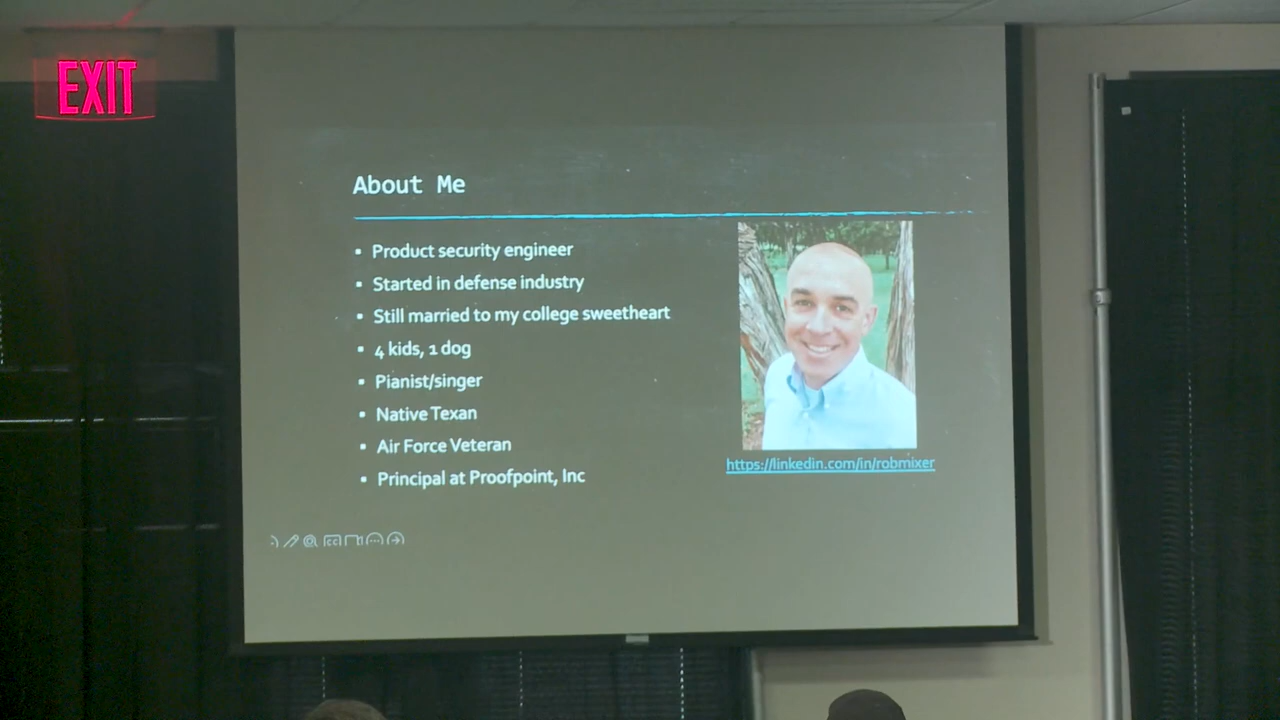 EXIT
About Me
▪ Product security engineer
▪ Started in defense industry
▪ Still married to my college sweetheart
▪ 4 kids, 1 dog
▪ Pianist/singer
▪ Native Texan
▪ Air Force Veteran
▪ Principal at Proofpoint, Inc
https://linkedin.com/in/robmixer